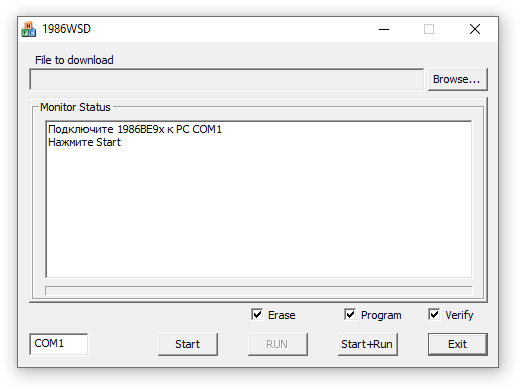 1986WSD
File to download
Browse...
Monitor Status
Подключите 1986BE9x к PC COM1
Нажмите Start
Erase
Program
Verify
COM1
Start
RUN
Start+Run
Exit